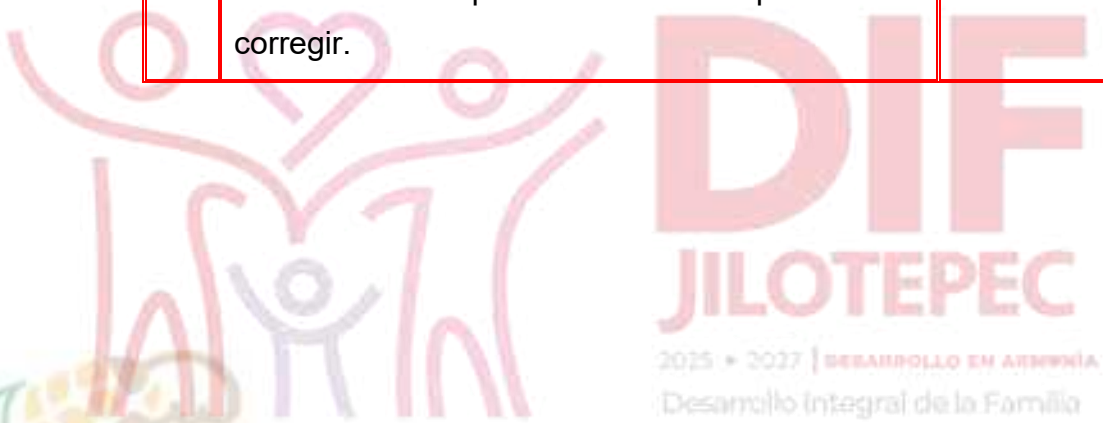 corregir.
DIF
JILOTEPEC
2025 • 2027 | DESARROLLO EN ARMONÍA
Desarrollo Integral de la Familia